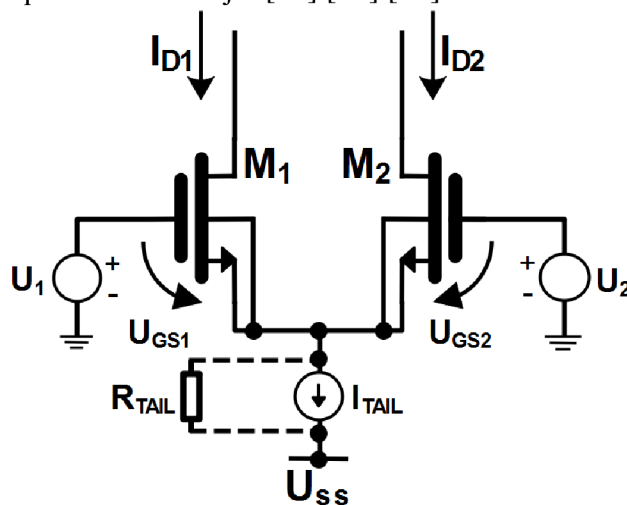 I_D1
I_D2
M_1
M_2
U_1
+
-
+
-
U_2
U_GS1
U_GS2
R_TAIL
I_TAIL
U_SS